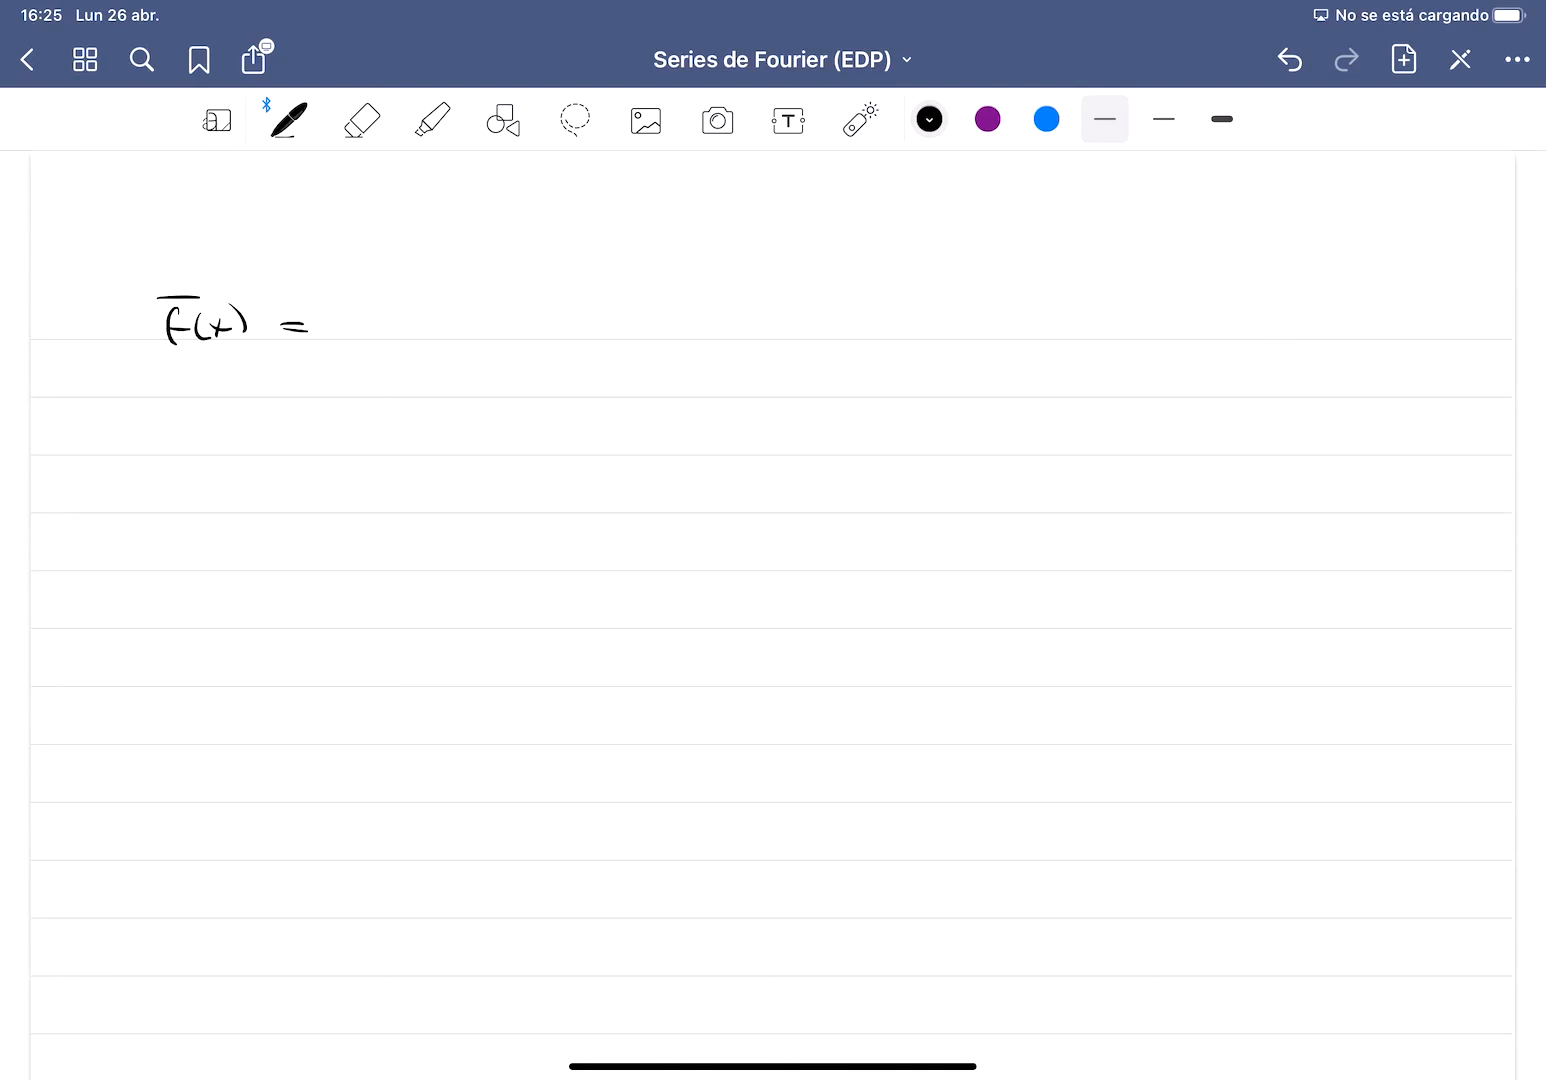 16:25 Lun 26 abr. No se está cargando
Series de Fourier (EDP)
T
F(x) =